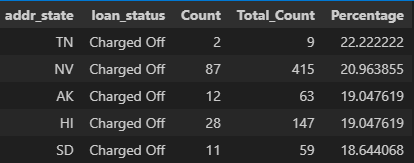 addr_state loan_status Count Total_Count Percentage
TN Charged Off 2 9 22.222222
NV Charged Off 87 415 20.963855
AK Charged Off 12 63 19.047619
HI Charged Off 28 147 19.047619
SD Charged Off 11 59 18.644068